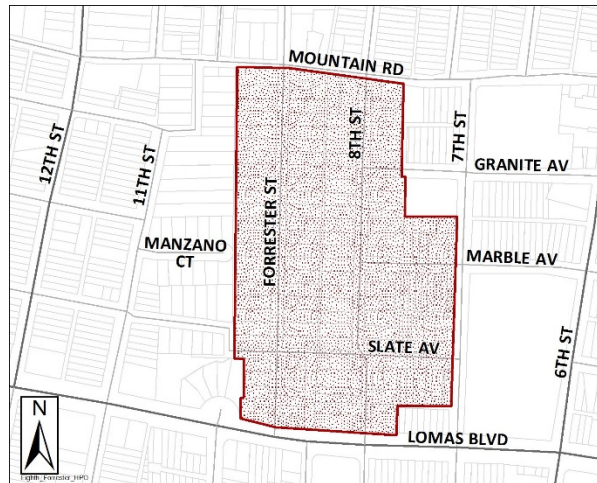 MOUNTAIN RD
12TH ST
11TH ST
8TH ST
7TH ST
GRANITE AV
FORRESTER ST
MANZANO
CT
MARBLE AV
SLATE AV
6TH ST
LOMAS BLVD
N
Eighth_Forrester_HPO